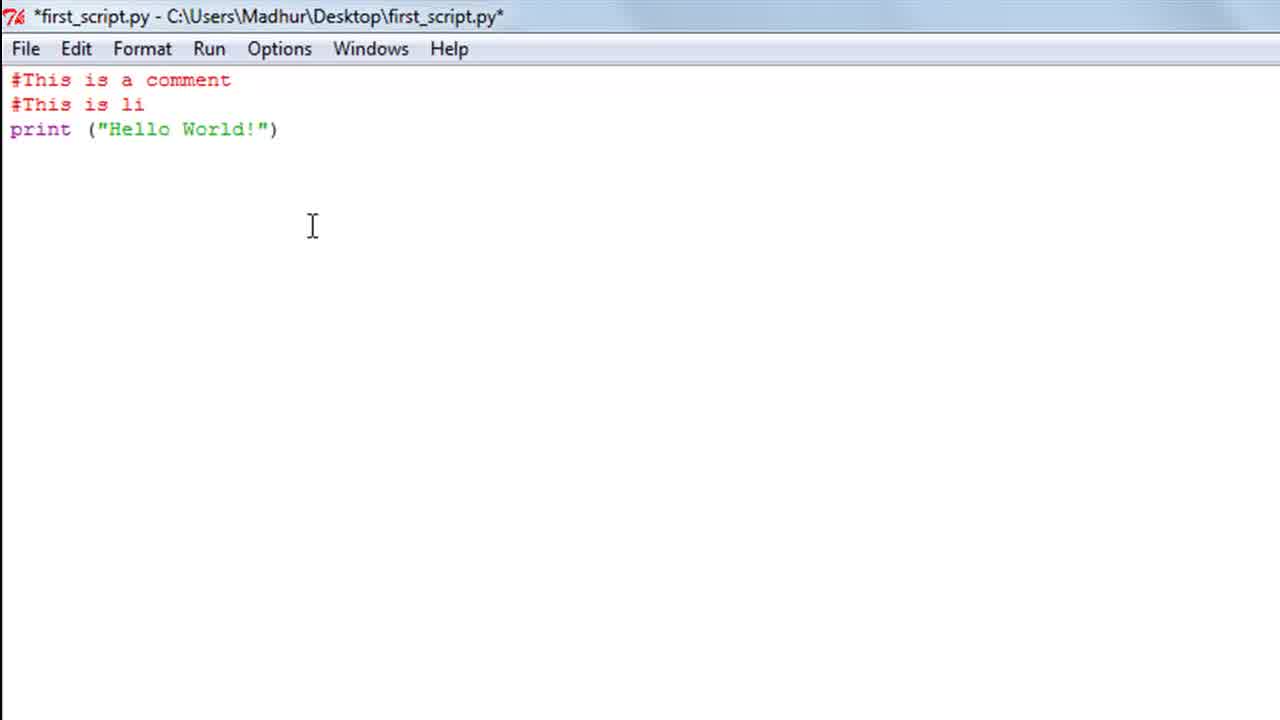 *first_script.py - C:\Users\Madhur\Desktop\first_script.py*
File Edit Format Run Options Windows Help
#This is a comment
#This is li
print ("Hello World!")